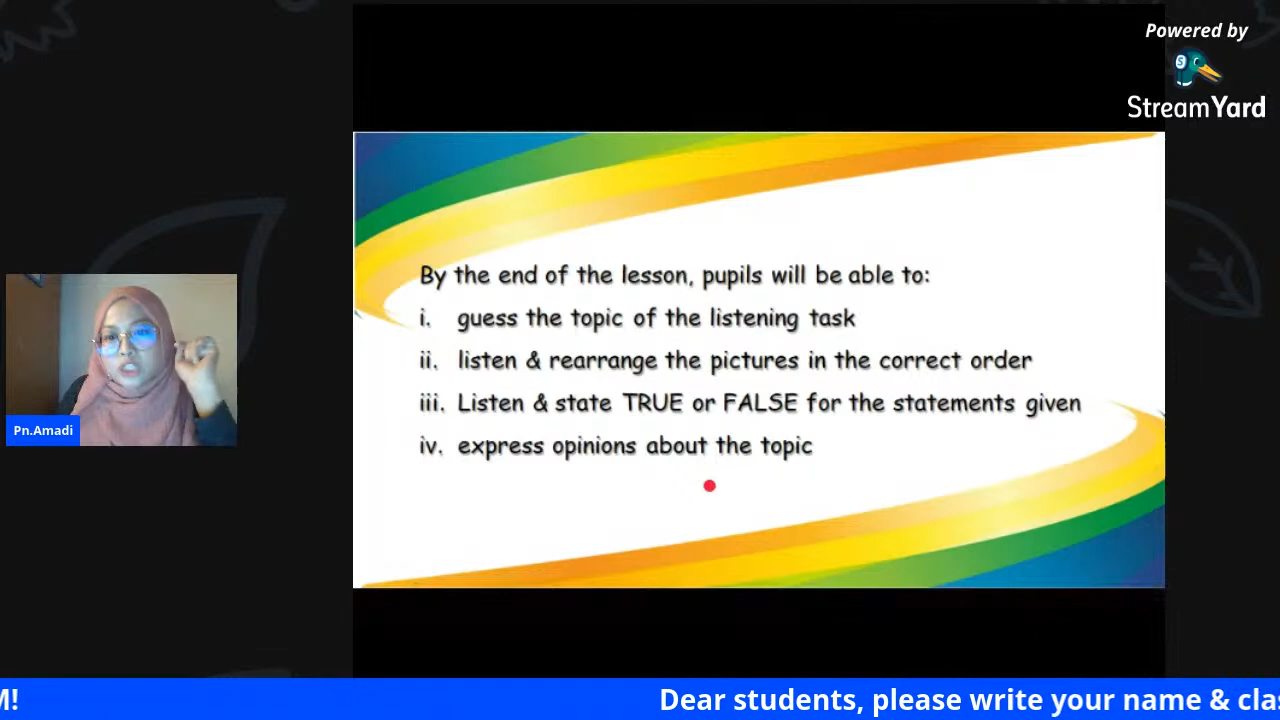 Powered by
StreamYard
By the end of the lesson, pupils will be able to:
i. guess the topic of the listening task
ii. listen & rearrange the pictures in the correct order
iii. Listen & state TRUE or FALSE for the statements given
iv. express opinions about the topic
Pn.Amadi
M! Dear students, please write your name & clas